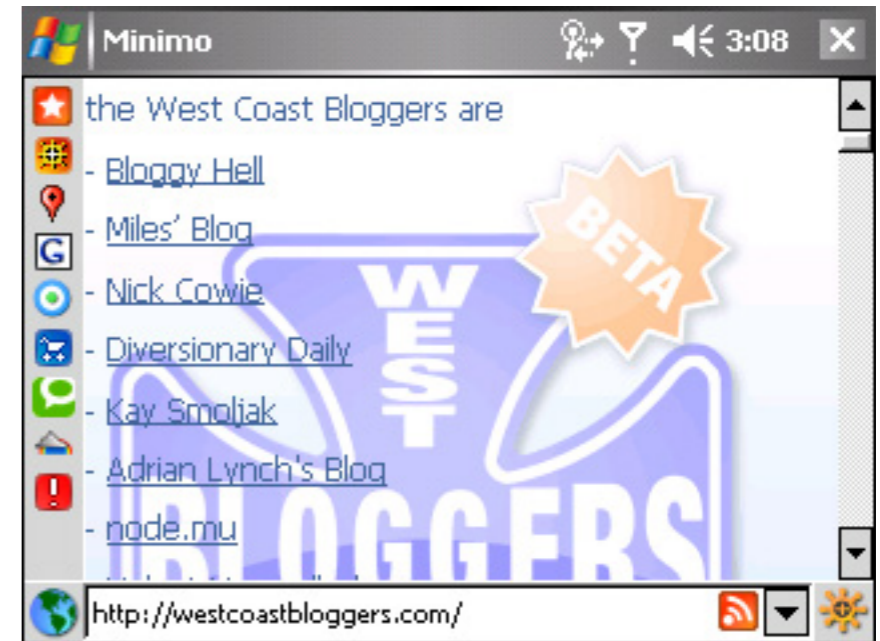 Minimo 3:08
the West Coast Bloggers are
- Bloggy Hell
- Miles' Blog
- Nick Cowie
- Diversionary Daily
- Kay Smoljak
- Adrian Lynch's Blog
- node.mu
BETA
WEST
BLOGGERS
G
http://westcoastbloggers.com/